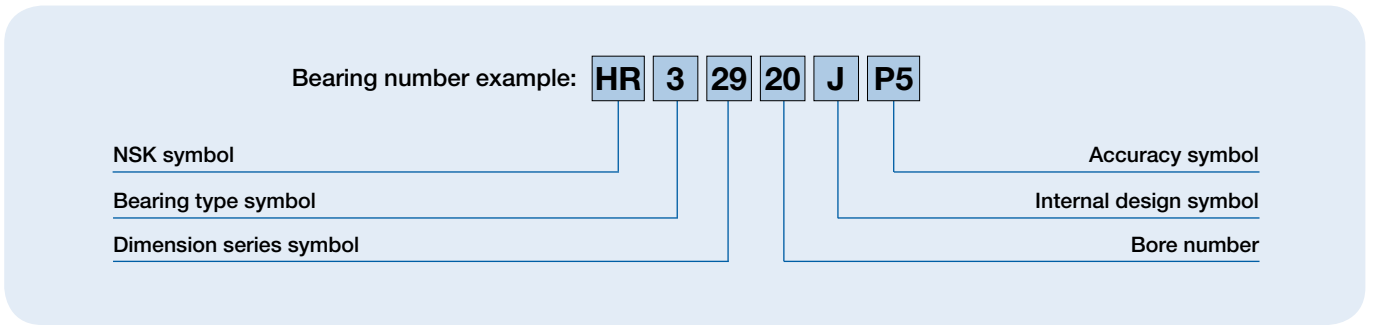 Bearing number example: HR 3 29 20 J P5
NSK symbol
Accuracy symbol
Bearing type symbol
Internal design symbol
Dimension series symbol
Bore number